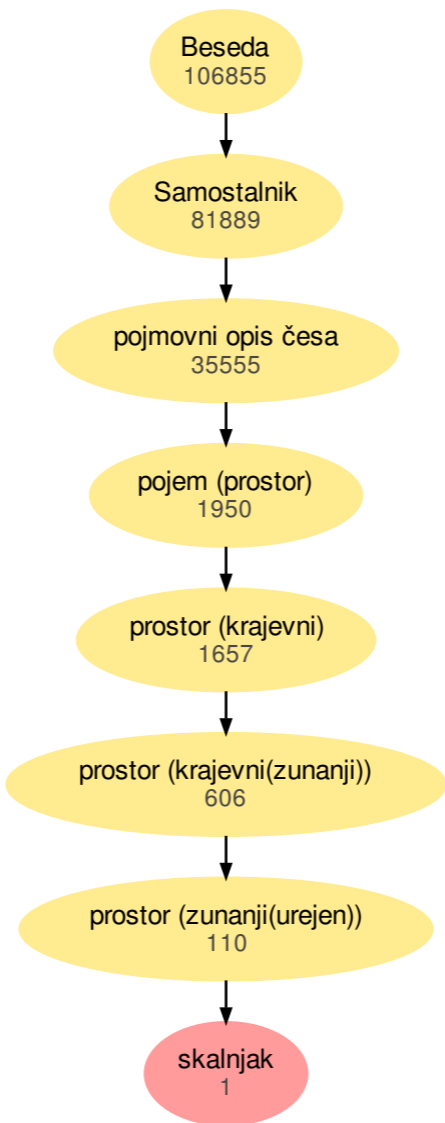 Beseda
106855
Samostalnik
81889
pojmovni opis česa
35555
pojem (prostor)
1950
prostor (krajevni)
1657
prostor (krajevni(zunanji))
606
prostor (zunanji(urejen))
110
skalnjak
1